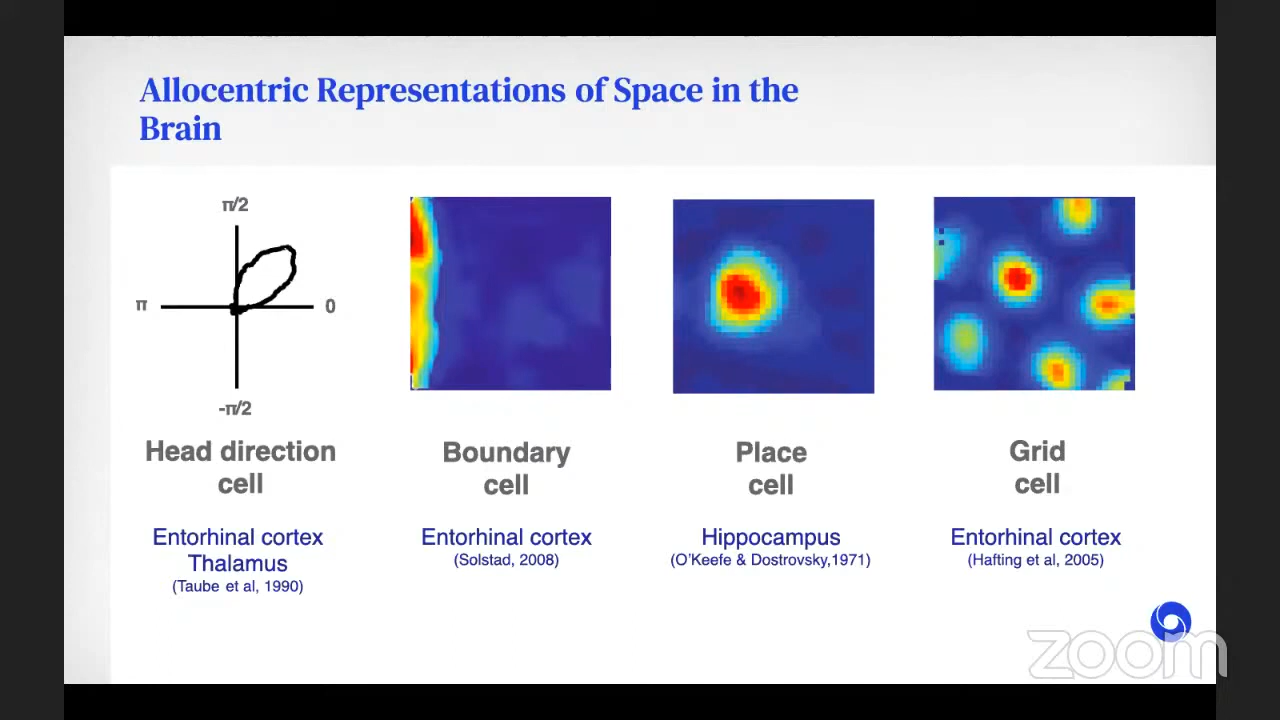 Allocentric Representations of Space in the
Brain
π/2
π
0
-π/2
Head direction
cell
Entorhinal cortex
Thalamus
(Taube et al, 1990)
Boundary
cell
Entorhinal cortex
(Solstad, 2008)
Place
cell
Hippocampus
(O'Keefe & Dostrovsky,1971)
Grid
cell
Entorhinal cortex
(Hafting et al, 2005)
zoom